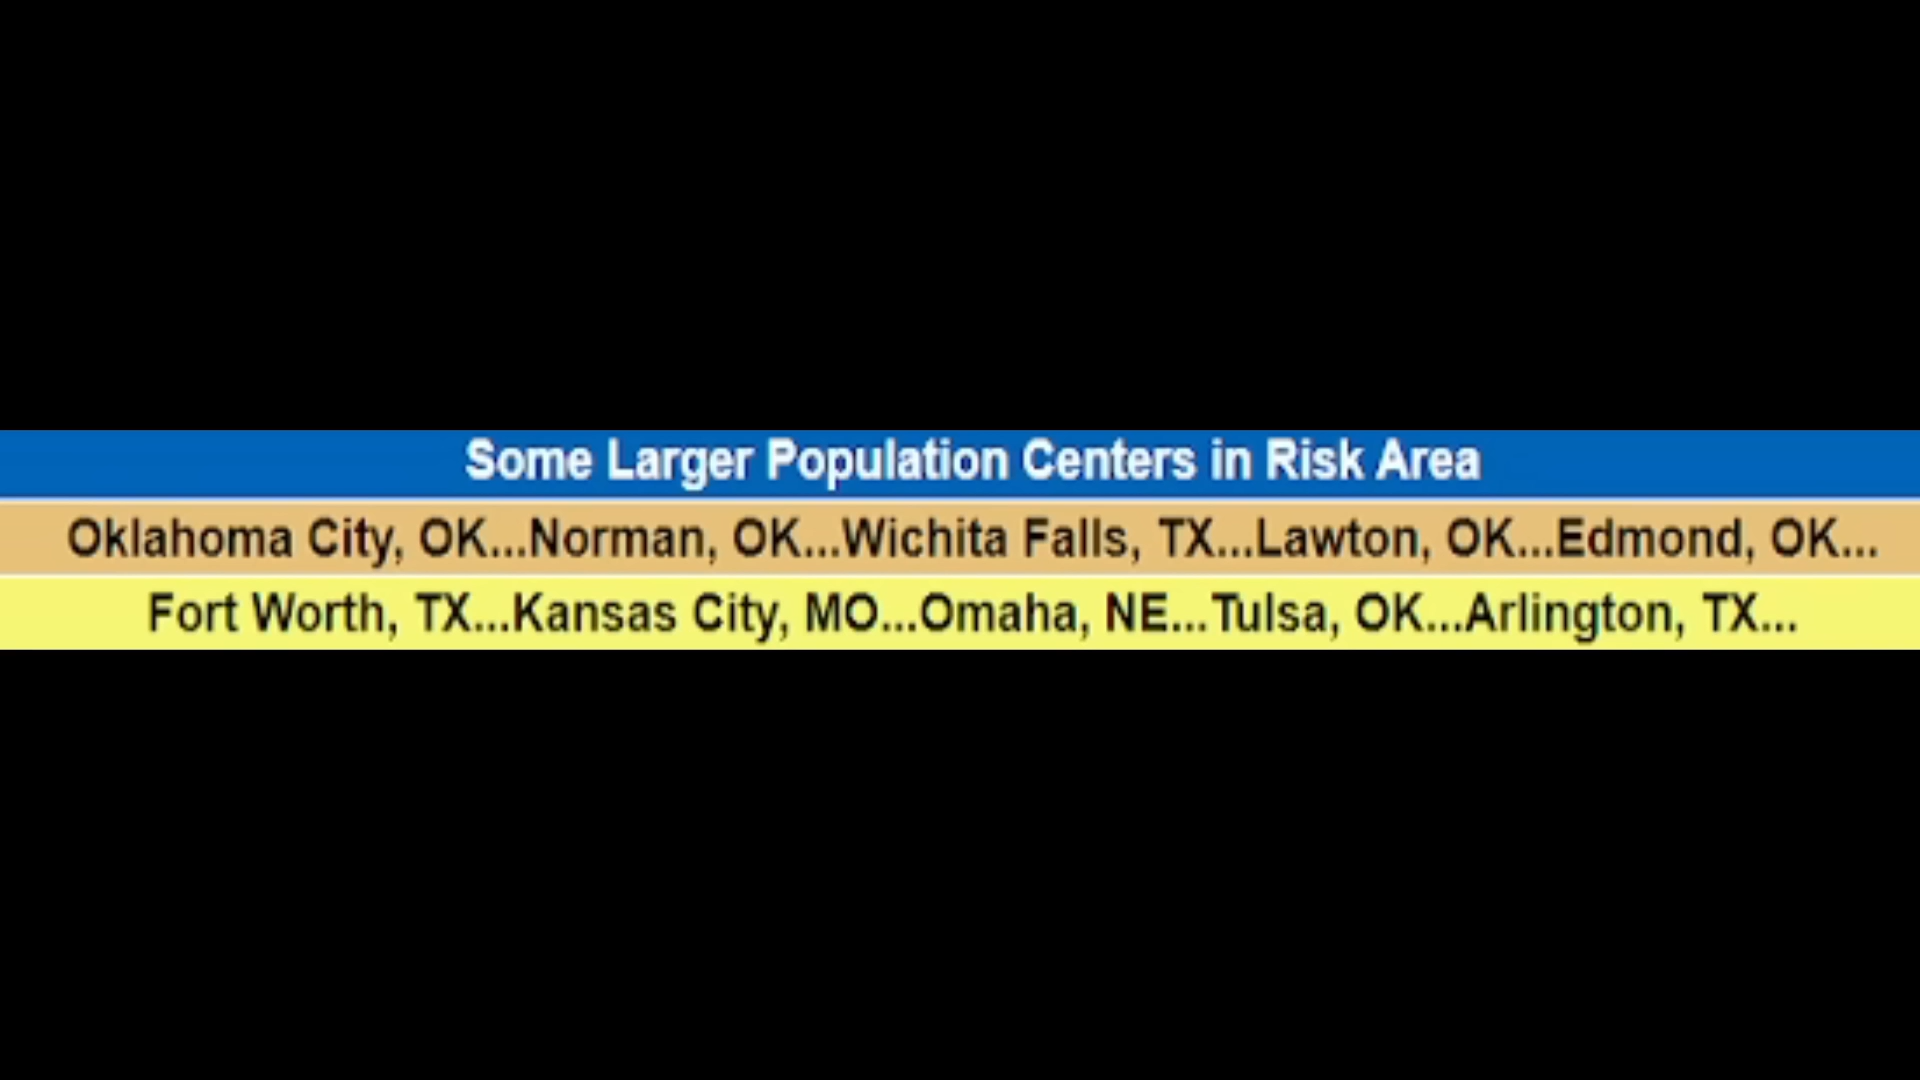 Some Larger Population Centers in Risk Area
Oklahoma City, OK...Norman, OK...Wichita Falls, TX...Lawton, OK...Edmond, OK...
Fort Worth, TX...Kansas City, MO...Omaha, NE...Tulsa, OK...Arlington, TX...